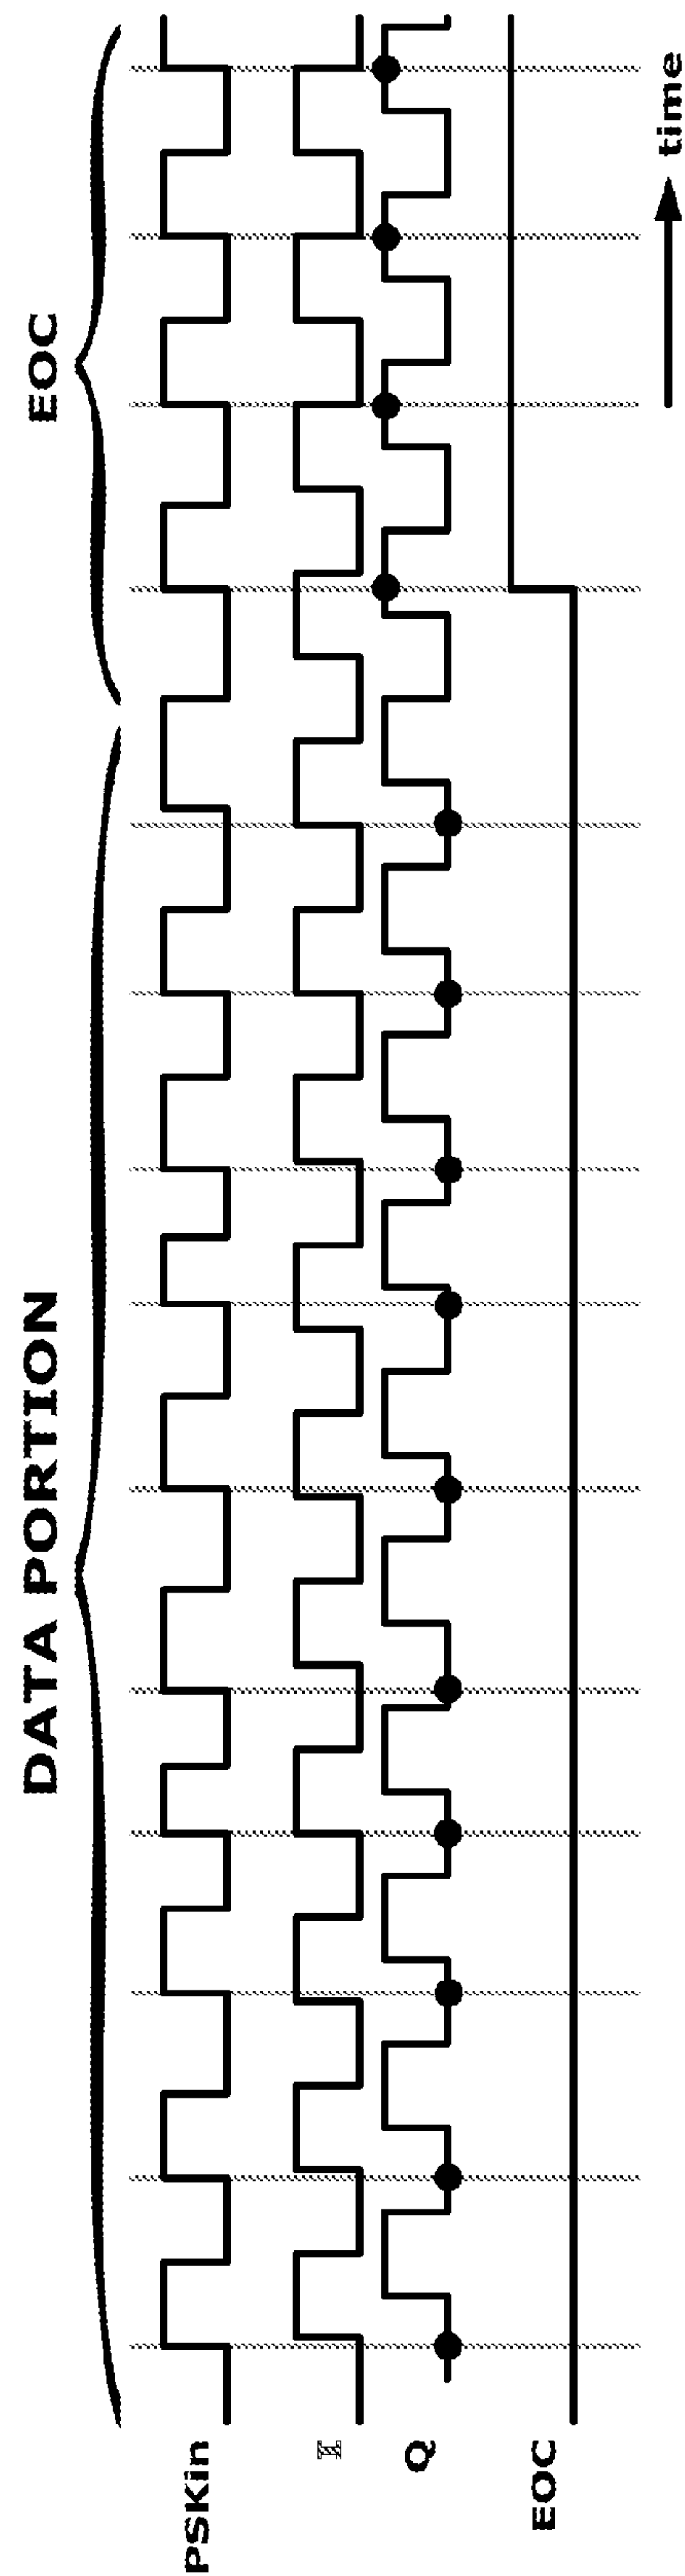 DATA PORTION
EOC
PSKin
I
Q
EOC
time